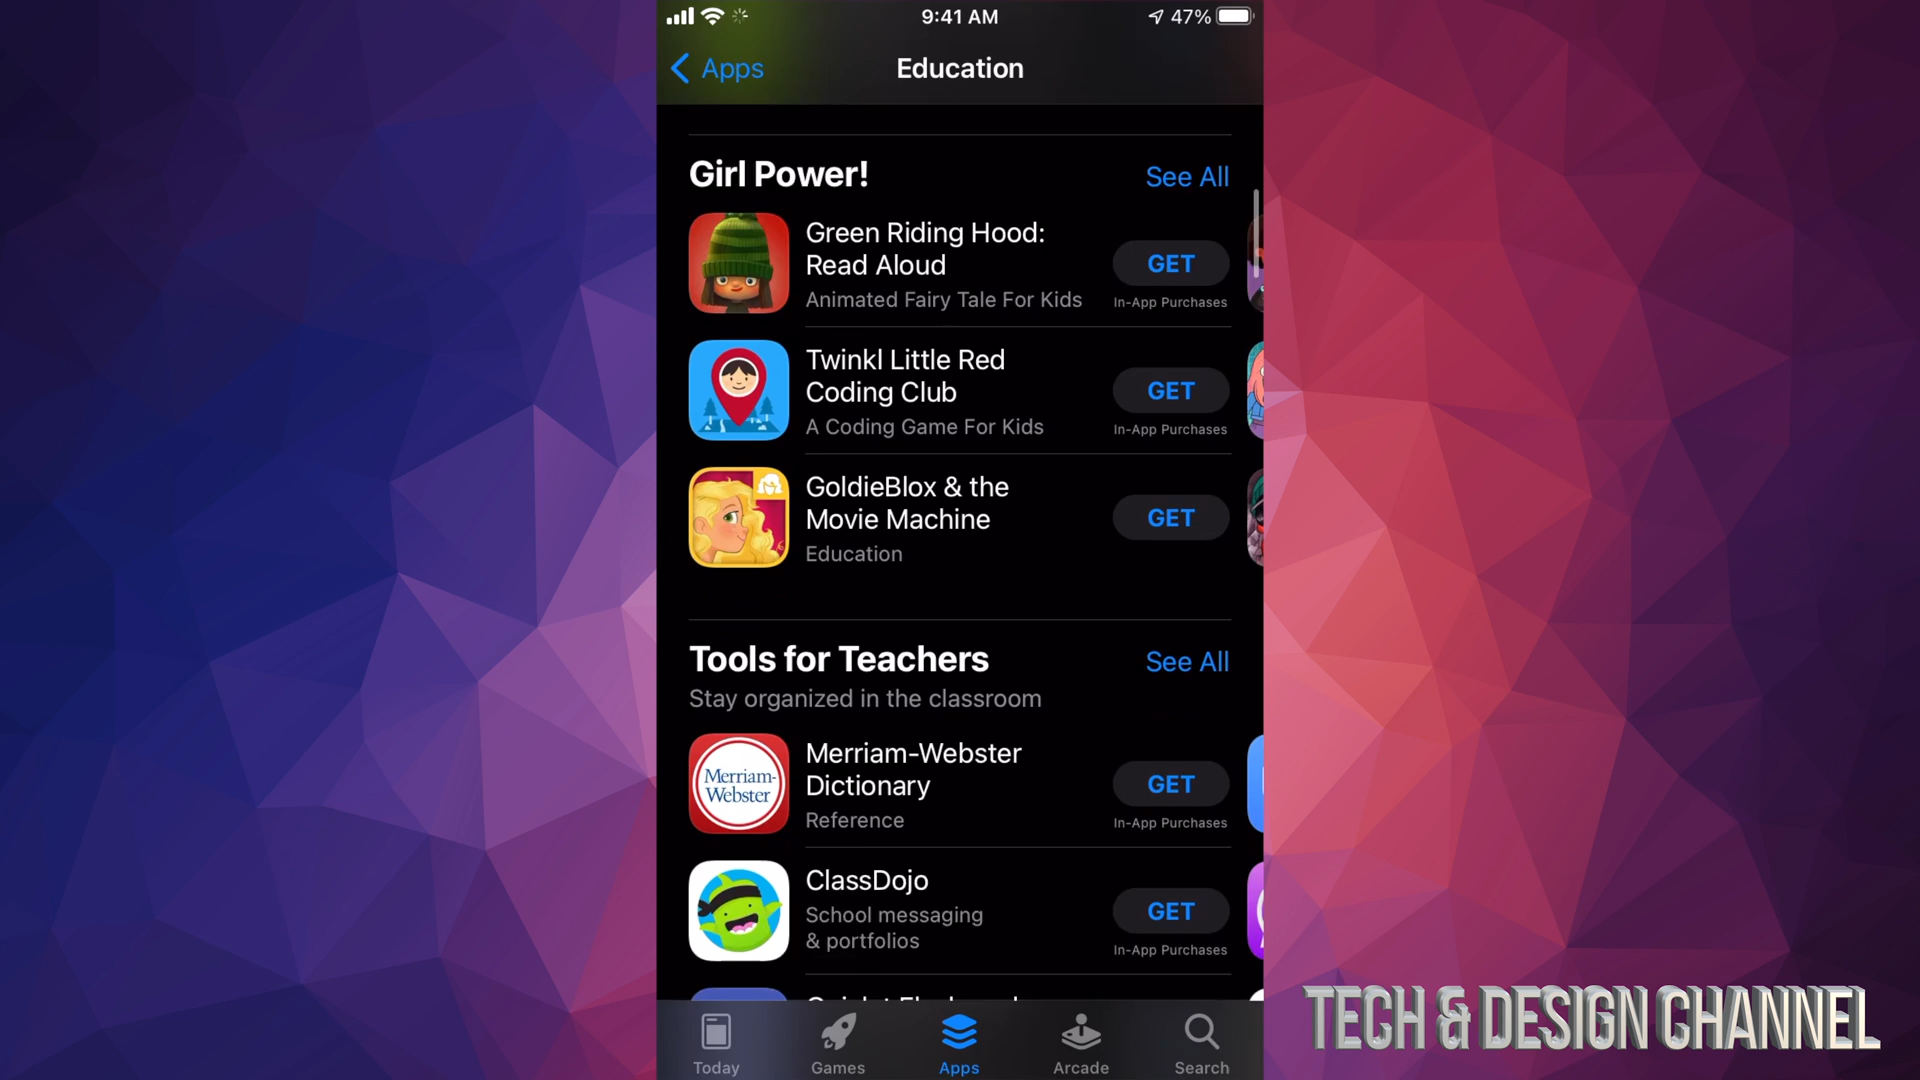 9:41 AM
47%
Apps
Education
Girl Power!
See All
Green Riding Hood:
Read Aloud
Animated Fairy Tale For Kids
GET
In-App Purchases
Twinkl Little Red
Coding Club
A Coding Game For Kids
GET
In-App Purchases
GoldieBlox & the
Movie Machine
Education
GET
Tools for Teachers
See All
Stay organized in the classroom
Merriam-
Webster
Merriam-Webster
Dictionary
Reference
GET
In-App Purchases
ClassDojo
School messaging
& portfolios
GET
In-App Purchases
Today
Games
Apps
Arcade
Search
TECH & DESIGN CHANNEL